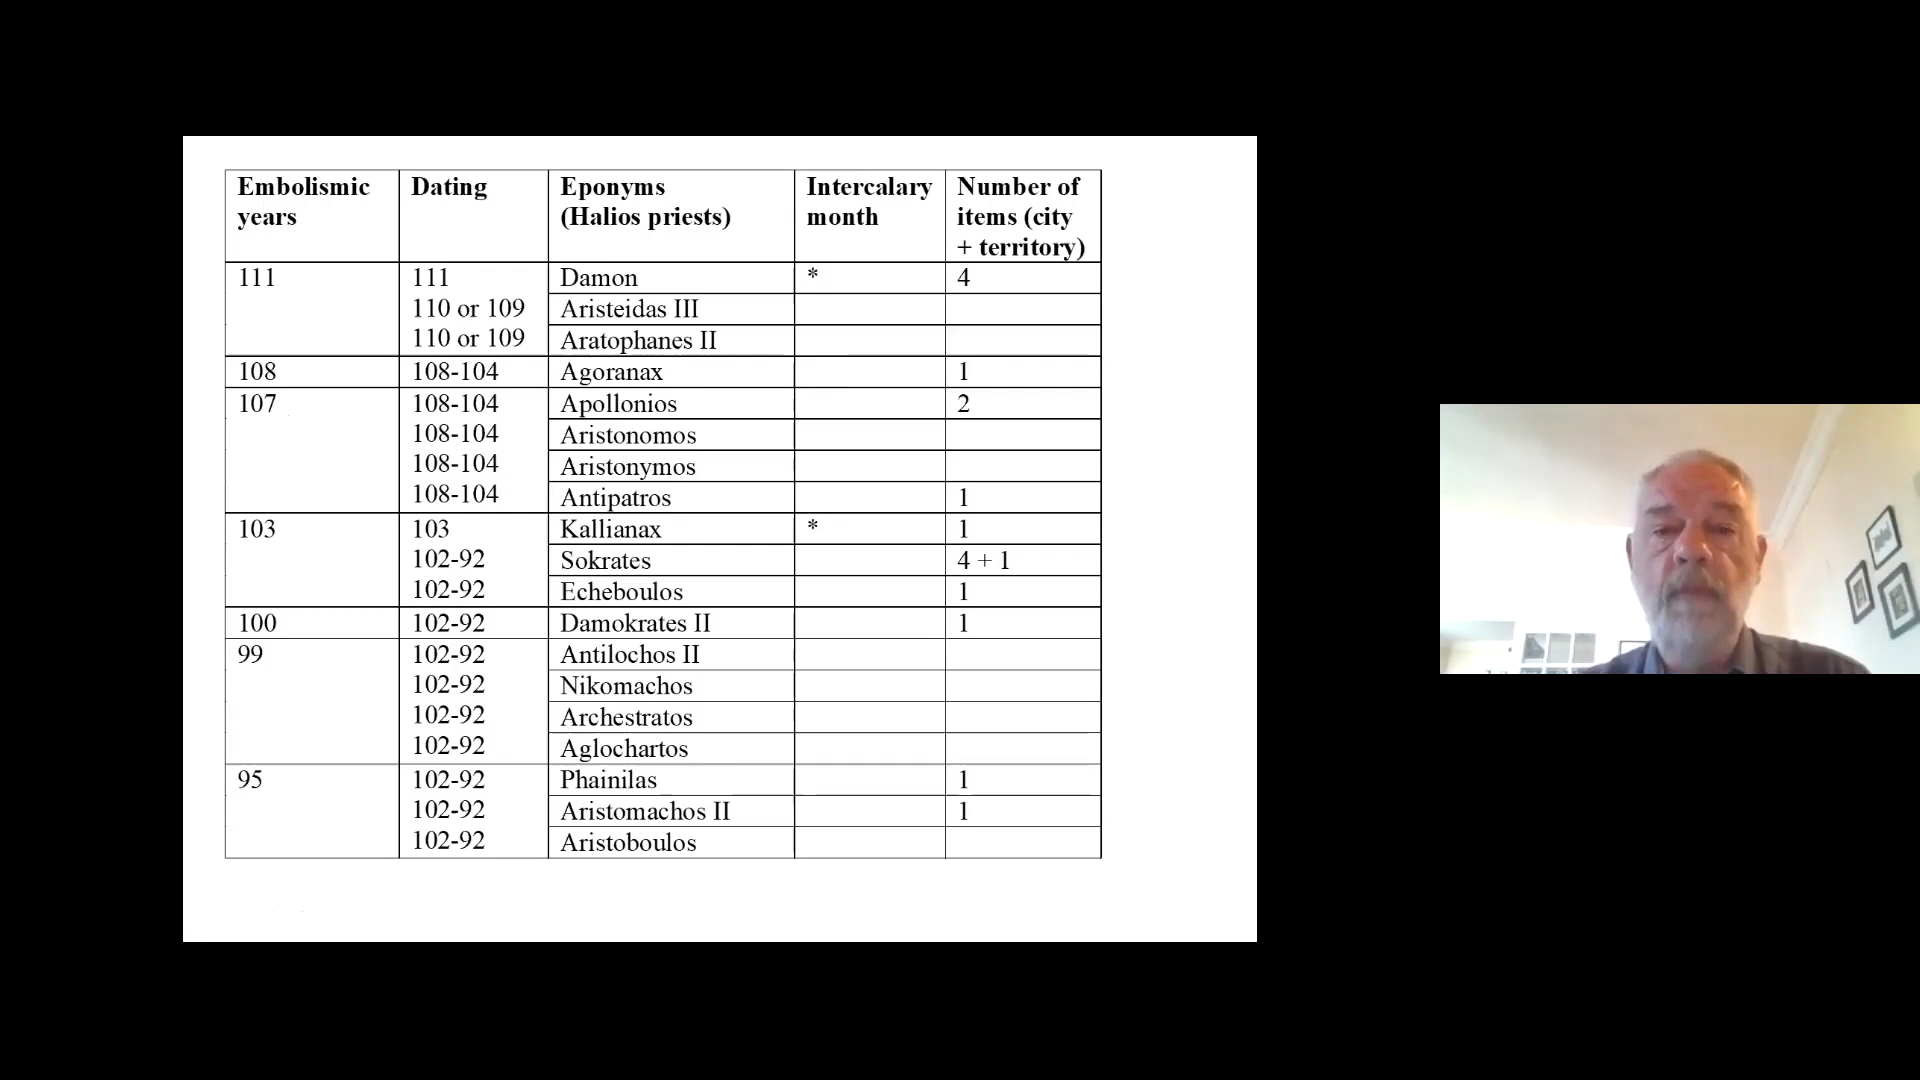 Embolismic years | Dating | Eponyms (Halios priests) | Intercalary month | Number of items (city + territory)
111 | 111 | Damon | * | 4
110 or 109 | Aristeidas III
110 or 109 | Aratophanes II
108 | 108-104 | Agoranax | 1
107 | 108-104 | Apollonios | 2
108-104 | Aristonomos
108-104 | Aristonymos
108-104 | Antipatros | 1
103 | 103 | Kallianax | * | 1
102-92 | Sokrates | 4 + 1
102-92 | Echeboulos | 1
100 | 102-92 | Damokrates II | 1
99 | 102-92 | Antilochos II
102-92 | Nikomachos
102-92 | Archestratos
102-92 | Aglochartos
95 | 102-92 | Phainilas | 1
102-92 | Aristomachos II | 1
102-92 | Aristoboulos